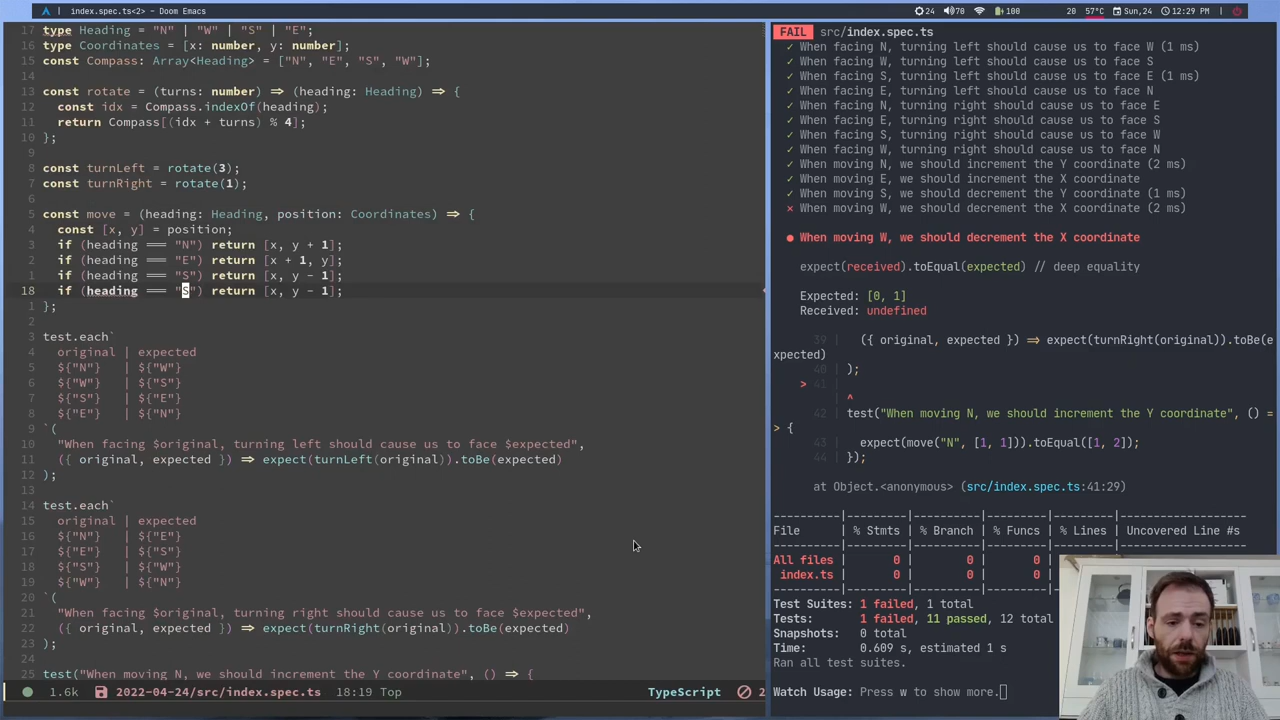 index.spec.ts<2> - Doom Emacs
24 70 100 20 57°C Sun,24 12:29 PM
17 type Heading = "N" | "W" | "S" | "E";
16 type Coordinates = [x: number, y: number];
15 const Compass: Array<Heading> = ["N", "E", "S", "W"];
14
13 const rotate = (turns: number) => (heading: Heading) => {
12 const idx = Compass.indexOf(heading);
11 return Compass[(idx + turns) % 4];
10 };
9
8 const turnLeft = rotate(3);
7 const turnRight = rotate(1);
6
5 const move = (heading: Heading, position: Coordinates) => {
4 const [x, y] = position;
3 if (heading === "N") return [x, y + 1];
2 if (heading === "E") return [x + 1, y];
1 if (heading === "S") return [x, y - 1];
18 if (heading === "S") return [x, y - 1];
1 };
2
3 test.each`
4 original | expected
5 ${"N"} | ${"W"}
6 ${"W"} | ${"S"}
7 ${"S"} | ${"E"}
8 ${"E"} | ${"N"}
9 `(
10 "When facing $original, turning left should cause us to face $expected",
11 ({ original, expected }) => expect(turnLeft(original)).toBe(expected)
12 );
13
14 test.each`
15 original | expected
16 ${"N"} | ${"E"}
17 ${"E"} | ${"S"}
18 ${"S"} | ${"W"}
19 ${"W"} | ${"N"}
20 `(
21 "When facing $original, turning right should cause us to face $expected",
22 ({ original, expected }) => expect(turnRight(original)).toBe(expected)
23 );
24
25 test("When moving N, we should increment the Y coordinate", () => {
1.6k 2022-04-24/src/index.spec.ts 18:19 Top TypeScript 2
FAIL src/index.spec.ts
✓ When facing N, turning left should cause us to face W (1 ms)
✓ When facing W, turning left should cause us to face S
✓ When facing S, turning left should cause us to face E (1 ms)
✓ When facing E, turning left should cause us to face N
✓ When facing N, turning right should cause us to face E
✓ When facing E, turning right should cause us to face S
✓ When facing S, turning right should cause us to face W
✓ When facing W, turning right should cause us to face N
✓ When moving N, we should increment the Y coordinate (2 ms)
✓ When moving E, we should increment the X coordinate
✓ When moving S, we should decrement the Y coordinate (1 ms)
✕ When moving W, we should decrement the X coordinate (2 ms)
● When moving W, we should decrement the X coordinate
expect(received).toEqual(expected) // deep equality
Expected: [0, 1]
Received: undefined
39 | ({ original, expected }) => expect(turnRight(original)).toBe(e
xpected)
40 | );
> 41 |
| ^
42 | test("When moving N, we should increment the Y coordinate", () =
> {
43 | expect(move("N", [1, 1])).toEqual([1, 2]);
44 | });
at Object.<anonymous> (src/index.spec.ts:41:29)
----------|---------|----------|---------|---------|-------------------
File | % Stmts | % Branch | % Funcs | % Lines | Uncovered Line #s
----------|---------|----------|---------|---------|-------------------
All files | 0 | 0 | 0 |
index.ts | 0 | 0 | 0 |
----------|---------|----------|---------|
Test Suites: 1 failed, 1 total
Tests: 1 failed, 11 passed, 12 total
Snapshots: 0 total
Time: 0.609 s, estimated 1 s
Ran all test suites.
Watch Usage: Press w to show more.